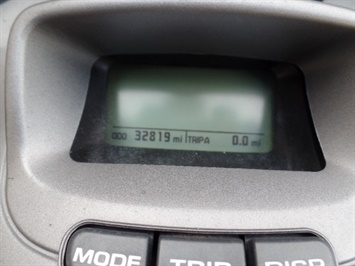 ODO 32819 mi TRIPA 0.0 mi
MODE TRIP DISP